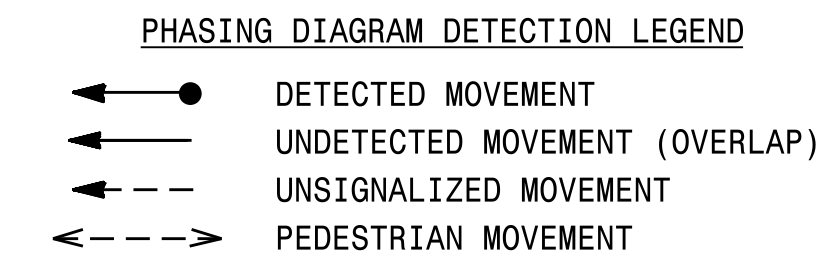 PHASING DIAGRAM DETECTION LEGEND
DETECTED MOVEMENT
UNDETECTED MOVEMENT (OVERLAP)
UNSIGNALIZED MOVEMENT
PEDESTRIAN MOVEMENT